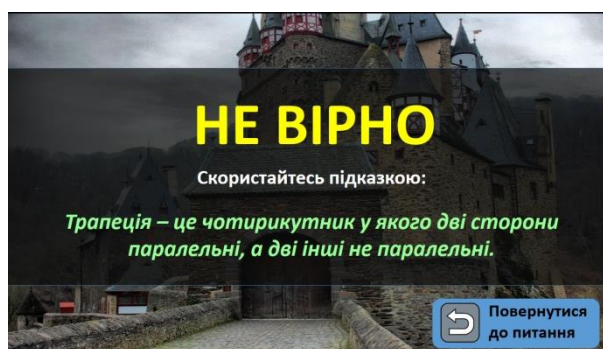 НЕ ВІРНО
Скористайтесь підказкою:
Трапеція – це чотирикутник у якого дві сторони
паралельні, а дві інші не паралельні.
Повернутися
до питання